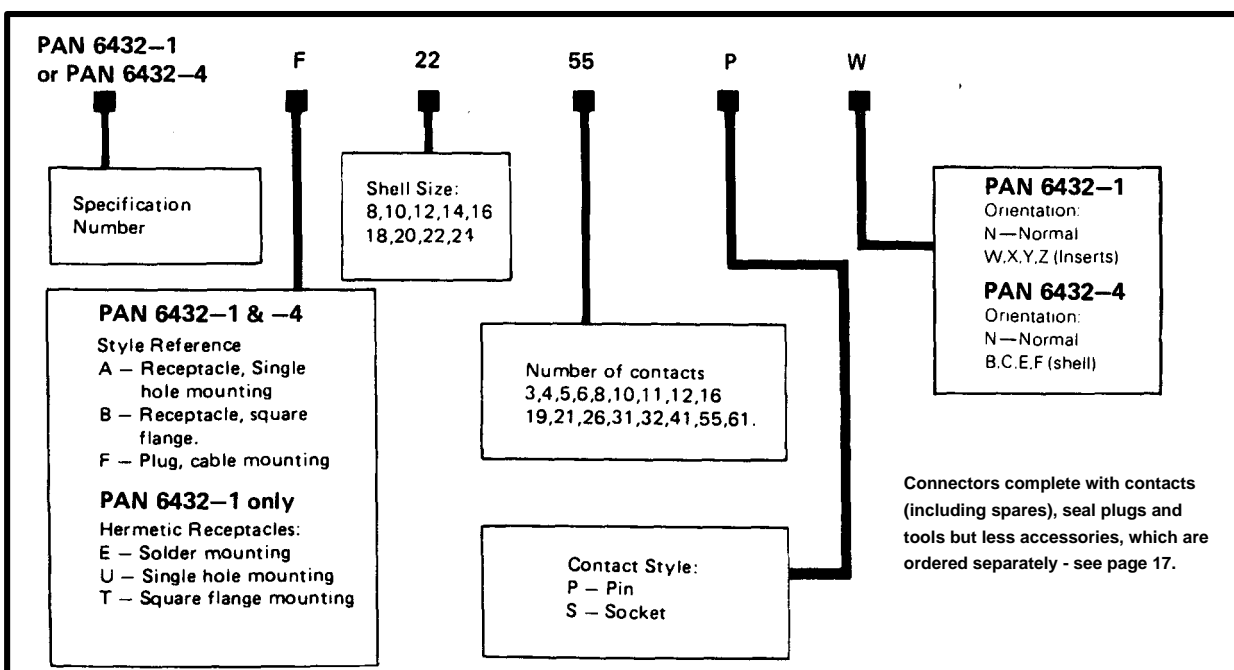 PAN 6432–1
or PAN 6432–4
F 22 55 P W
Specification
Number
Shell Size:
8,10,12,14,16
18,20,22,24
PAN 6432–1
Orientation:
N—Normal
W,X,Y,Z (Inserts)
PAN 6432–4
Orientation:
N—Normal
B,C,E,F (shell)
PAN 6432–1 & –4
Style Reference
A – Receptacle, Single
hole mounting
B – Receptacle, square
flange.
F – Plug, cable mounting
PAN 6432–1 only
Hermetic Receptacles:
E – Solder mounting
U – Single hole mounting
T – Square flange mounting
Number of contacts
3,4,5,6,8,10,11,12,16
19,21,26,31,32,41,55,61.
Contact Style:
P – Pin
S – Socket
Connectors complete with contacts
(including spares), seal plugs and
tools but less accessories, which are
ordered separately - see page 17.